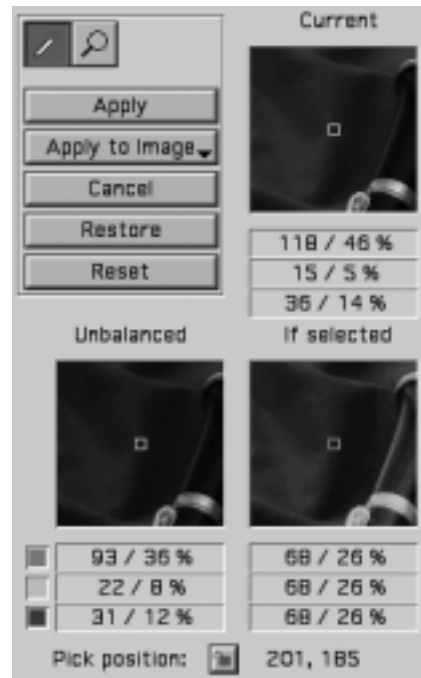 Current
Apply
Apply to Image
Cancel
Restore
Reset
118 / 46 %
15 / 5 %
36 / 14 %
Unbalanced
If selected
93 / 36 %
22 / 8 %
31 / 12 %
68 / 26 %
68 / 26 %
68 / 26 %
Pick position: 201, 185